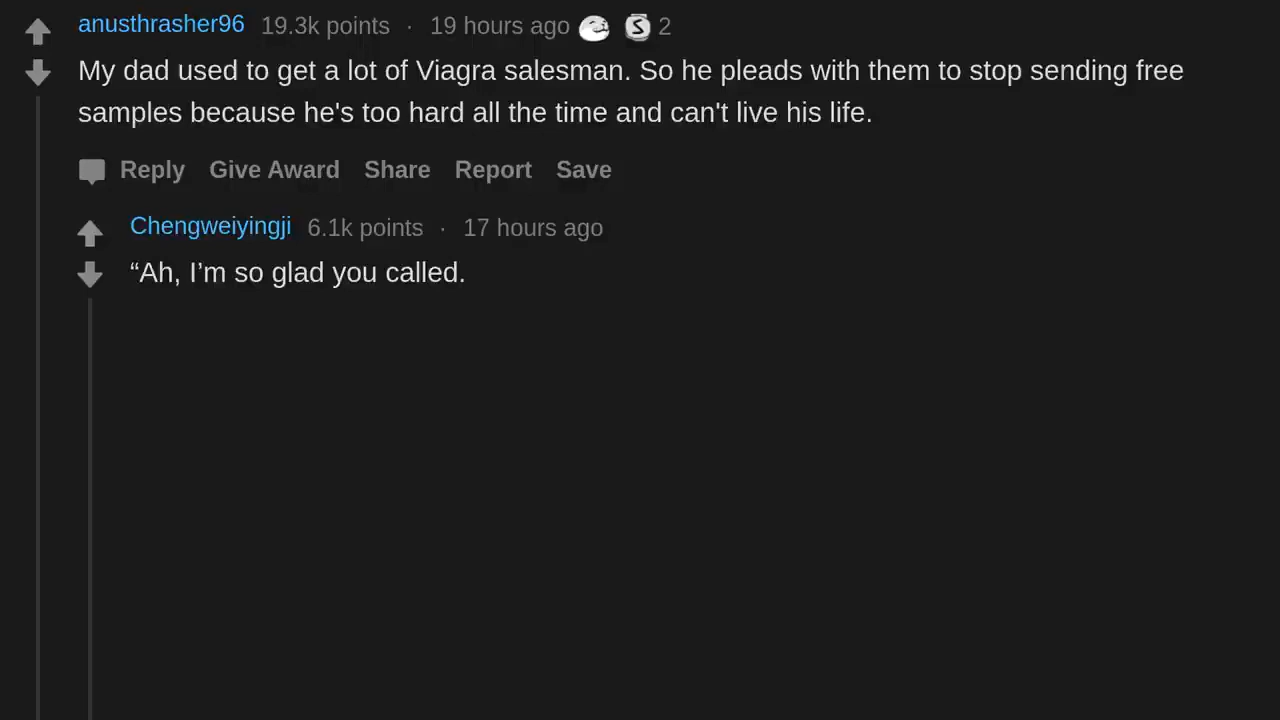 anusthrasher96 19.3k points · 19 hours ago 2
My dad used to get a lot of Viagra salesman. So he pleads with them to stop sending free
samples because he's too hard all the time and can't live his life.
Reply Give Award Share Report Save
Chengweiyingji 6.1k points · 17 hours ago
“Ah, I’m so glad you called.